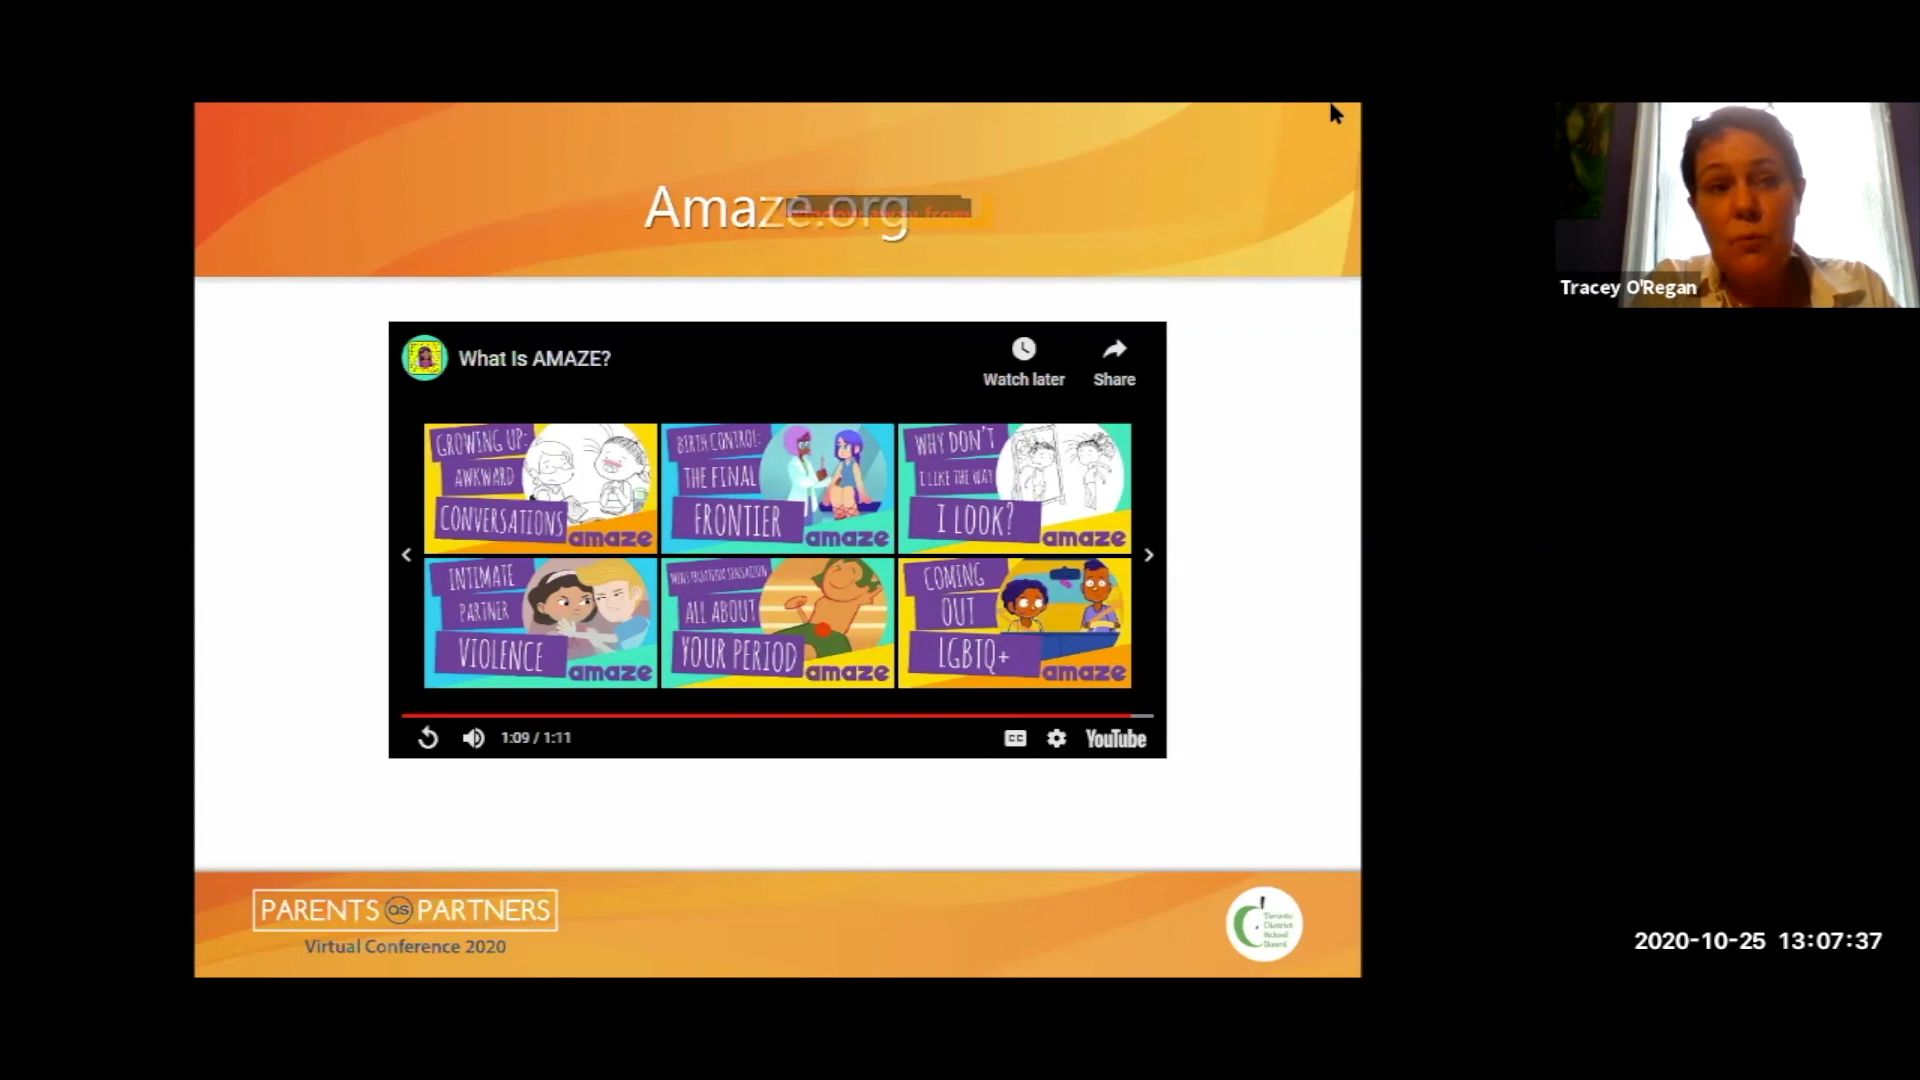 Amaze.org
What Is AMAZE?
Watch later
Share
GROWING UP:
AWKWARD
CONVERSATIONS
amaze
BIRTH CONTROL:
THE FINAL
FRONTIER
amaze
WHY DON'T
I LIKE THE WAY
I LOOK?
amaze
INTIMATE
PARTNER
VIOLENCE
amaze
MENSTRUATION SENSATION
ALL ABOUT
YOUR PERIOD
amaze
COMING
OUT
LGBTQ+
amaze
1:09 / 1:11
CC
YouTube
PARENTS as PARTNERS
Virtual Conference 2020
Toronto
District
School
Board
Tracey O'Regan
2020-10-25 13:07:37